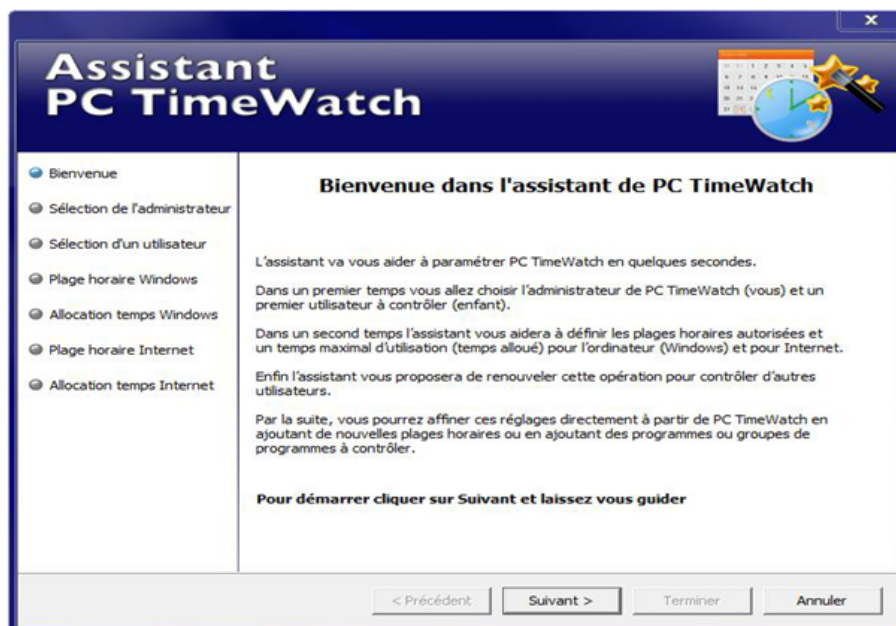 Assistant
PC TimeWatch
Bienvenue
Sélection de l'administrateur
Sélection d'un utilisateur
Plage horaire Windows
Allocation temps Windows
Plage horaire Internet
Allocation temps Internet
Bienvenue dans l'assistant de PC TimeWatch
L'assistant va vous aider à paramétrer PC TimeWatch en quelques secondes.
Dans un premier temps vous allez choisir l'administrateur de PC TimeWatch (vous) et un
premier utilisateur à contrôler (enfant).
Dans un second temps l'assistant vous aidera à définir les plages horaires autorisées et
un temps maximal d'utilisation (temps alloué) pour l'ordinateur (Windows) et pour Internet.
Enfin l'assistant vous proposera de renouveler cette opération pour contrôler d'autres
utilisateurs.
Par la suite, vous pourrez affiner ces réglages directement à partir de PC TimeWatch en
ajoutant de nouvelles plages horaires ou en ajoutant des programmes ou groupes de
programmes à contrôler.
Pour démarrer cliquer sur Suivant et laissez vous guider
< Précédent
Suivant >
Terminer
Annuler